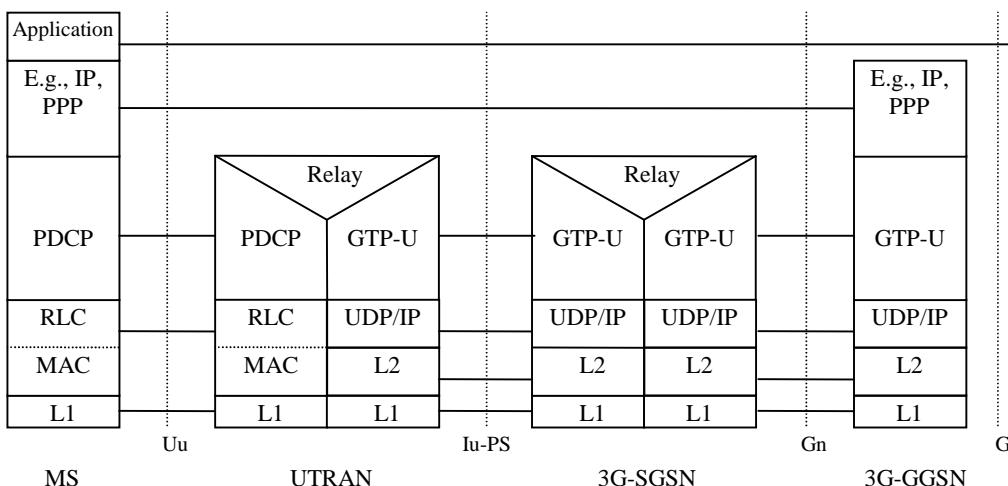 Application
E.g., IP,
PPP
E.g., IP,
PPP
Relay
Relay
PDCP
PDCP
GTP-U
GTP-U
GTP-U
GTP-U
RLC
RLC
UDP/IP
UDP/IP
UDP/IP
UDP/IP
MAC
MAC
L2
L2
L2
L2
L1
L1
L1
L1
L1
L1
Uu
Iu-PS
Gn
G
MS
UTRAN
3G-SGSN
3G-GGSN